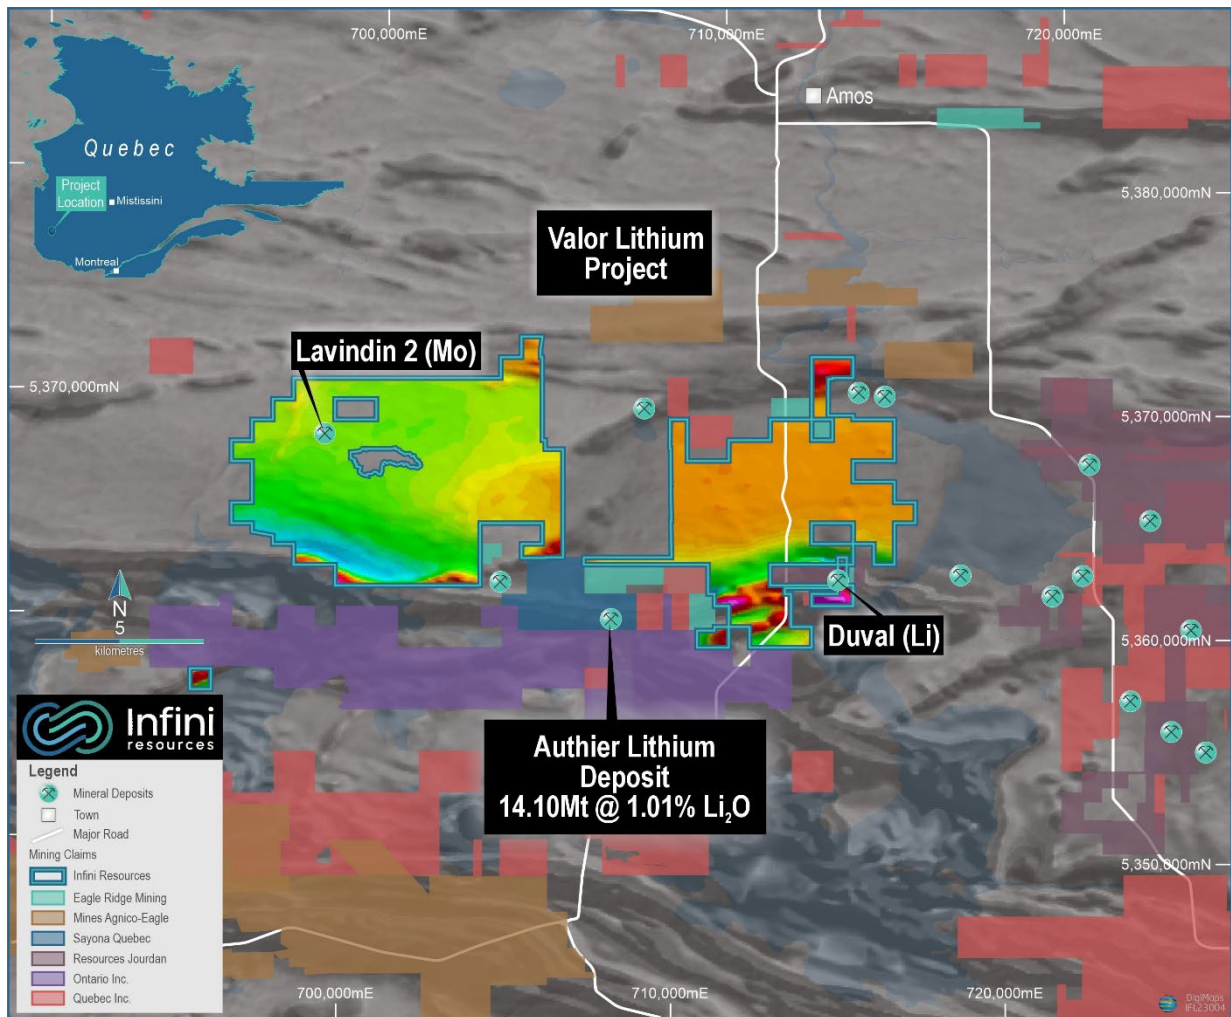 700,000mE
710,000mE
720,000mE
Amos
Quebec
Project
Location
Mistissini
Montreal
5,380,000mN
Valor Lithium
Project
Lavindin 2 (Mo)
5,370,000mN
5,370,000mN
N
5
kilometres
Duval (Li)
5,360,000mN
Authier Lithium
Deposit
14.10Mt @ 1.01% Li₂O
Infini
resources
Legend
Mineral Deposits
Town
Major Road
Mining Claims
Infini Resources
Eagle Ridge Mining
Mines Agnico-Eagle
Sayona Quebec
Resources Jourdan
Ontario Inc.
Quebec Inc.
5,350,000mN
700,000mE
710,000mE
720,000mE
DigiMaps
IFL23004